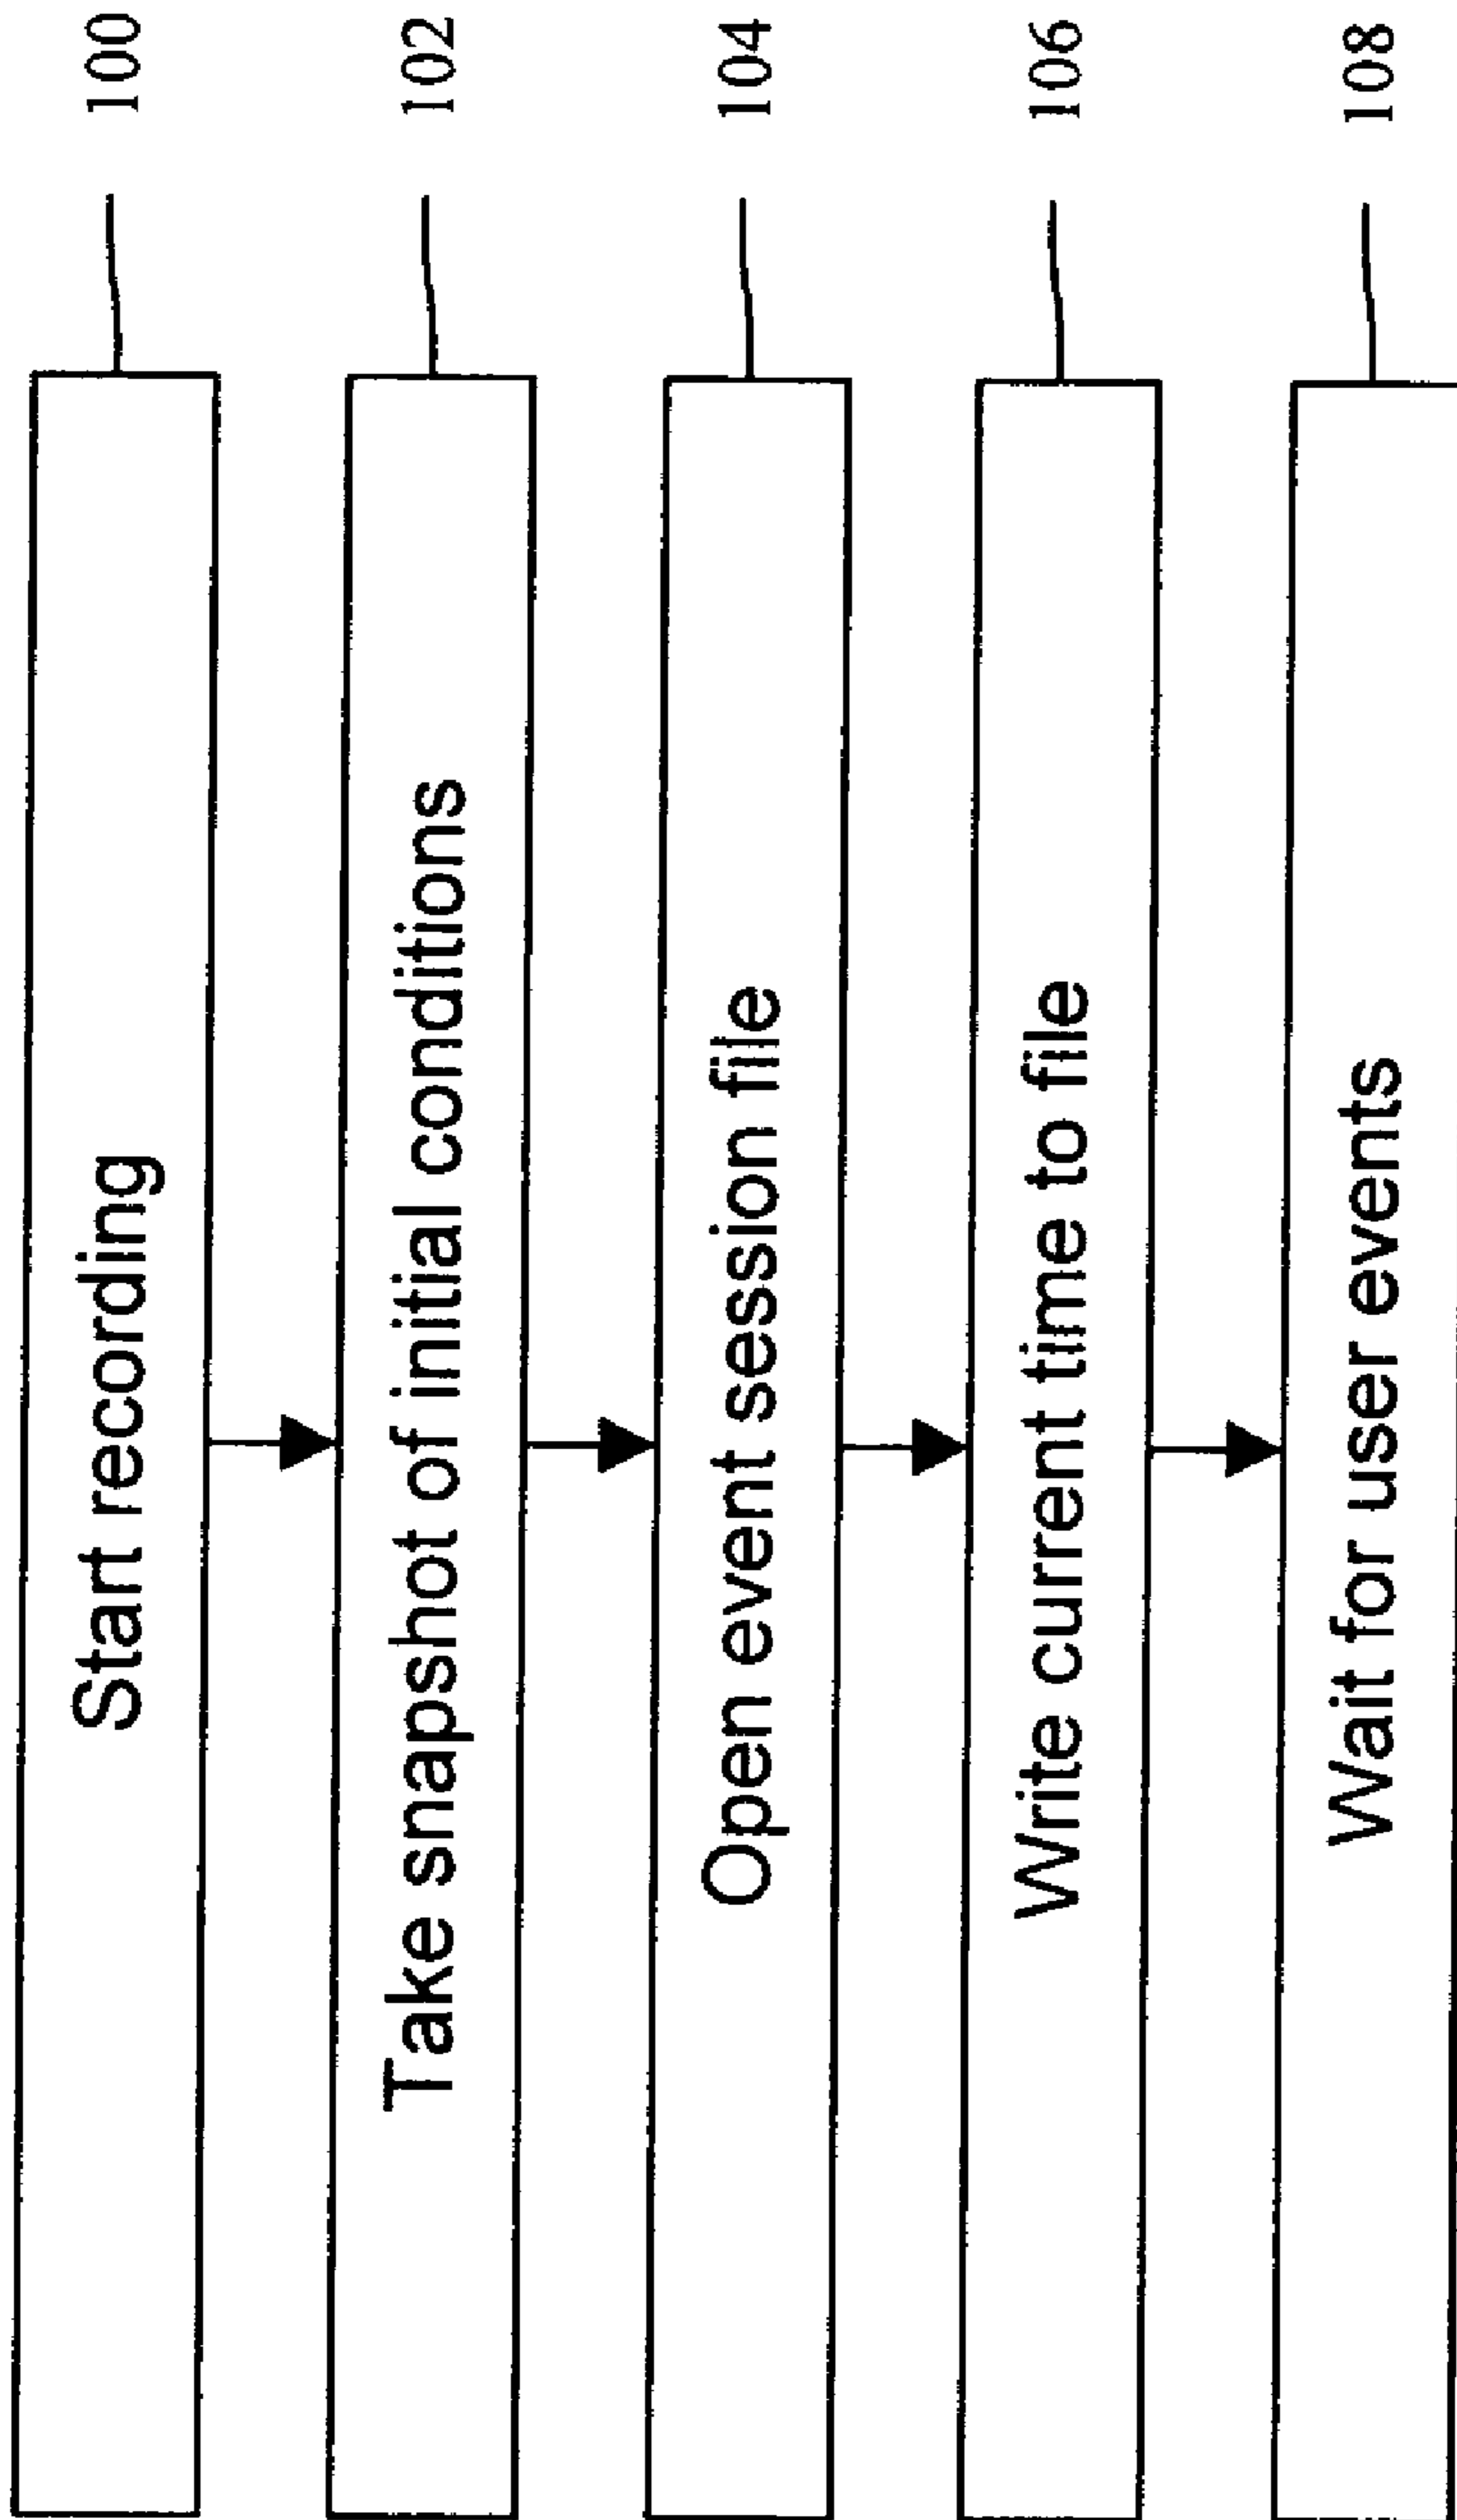 Start recording 100
Take snapshot of initial conditions 102
Open event session file 104
Write current time to file 106
Wait for user events 108